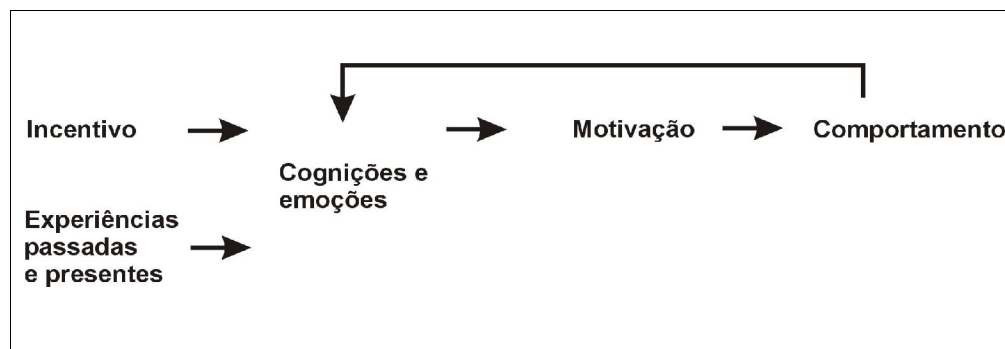 Incentivo
Motivação
Comportamento
Cognições e
emoções
Experiências
passadas
e presentes